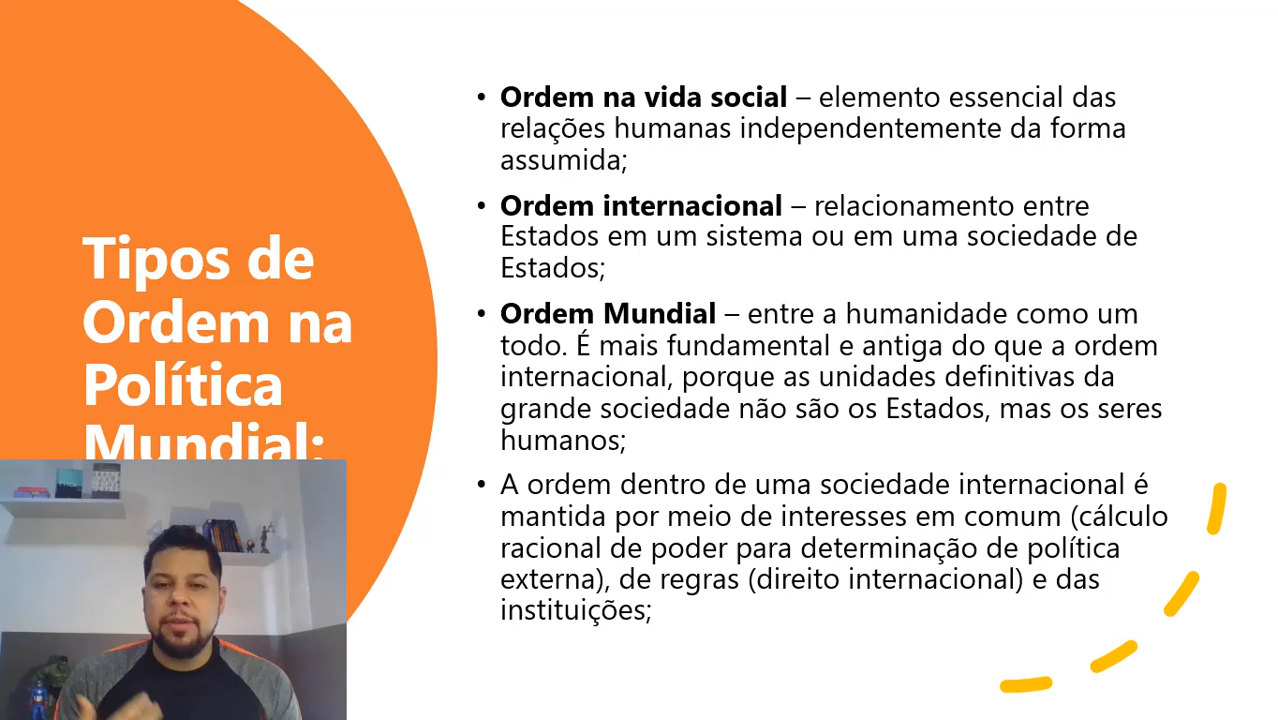 Tipos de
Ordem na
Política
Mundial:
• Ordem na vida social – elemento essencial das
relações humanas independentemente da forma
assumida;
• Ordem internacional – relacionamento entre
Estados em um sistema ou em uma sociedade de
Estados;
• Ordem Mundial – entre a humanidade como um
todo. É mais fundamental e antiga do que a ordem
internacional, porque as unidades definitivas da
grande sociedade não são os Estados, mas os seres
humanos;
• A ordem dentro de uma sociedade internacional é
mantida por meio de interesses em comum (cálculo
racional de poder para determinação de política
externa), de regras (direito internacional) e das
instituições;